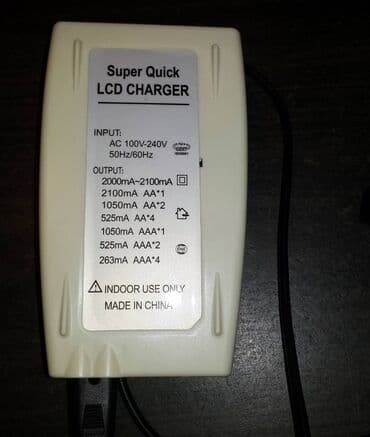 Super Quick
LCD CHARGER
INPUT:
AC 100V-240V
50Hz/60Hz
OUTPUT:
2000mA~2100mA
2100mA AA*1
1050mA AA*2
525mA AA*4
1050mA AAA*1
525mA AAA*2
263mA AAA*4
INDOOR USE ONLY
MADE IN CHINA